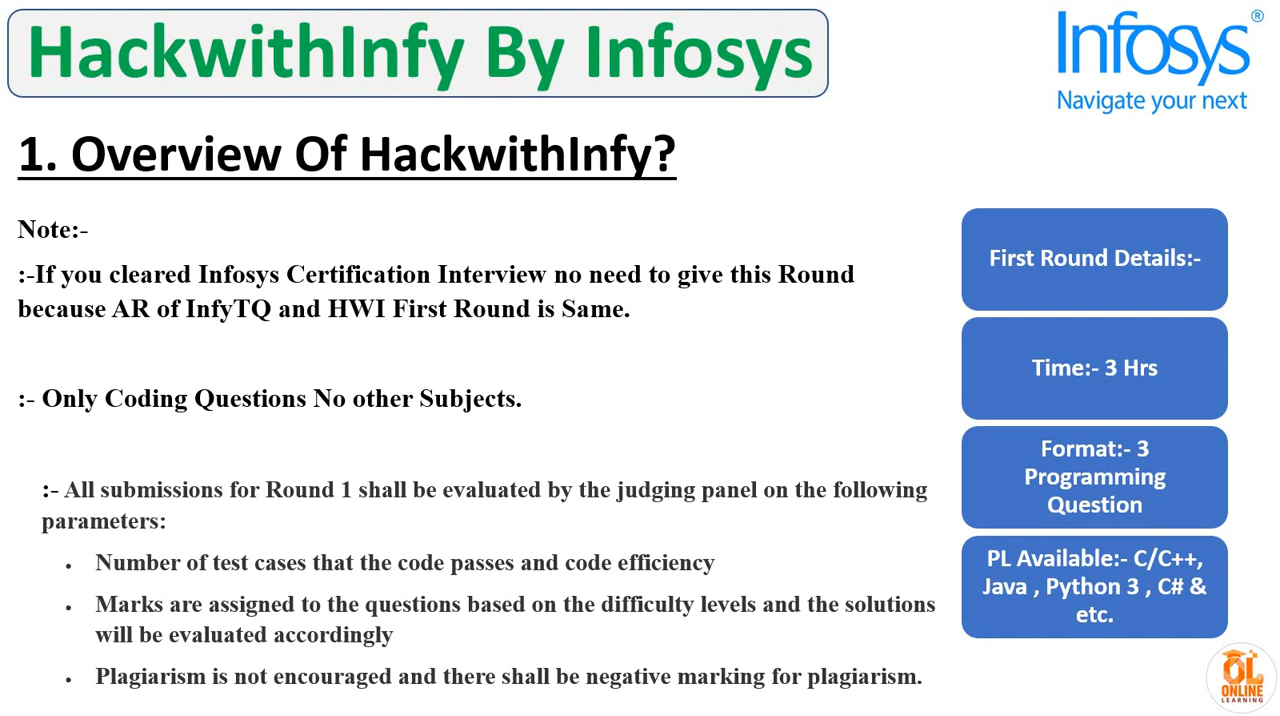 HackwithInfy By Infosys
Infosys®
Navigate your next
1. Overview Of HackwithInfy?
Note:-
:-If you cleared Infosys Certification Interview no need to give this Round
because AR of InfyTQ and HWI First Round is Same.
:- Only Coding Questions No other Subjects.
:- All submissions for Round 1 shall be evaluated by the judging panel on the following
parameters:
• Number of test cases that the code passes and code efficiency
• Marks are assigned to the questions based on the difficulty levels and the solutions
will be evaluated accordingly
• Plagiarism is not encouraged and there shall be negative marking for plagiarism.
First Round Details:-
Time:- 3 Hrs
Format:- 3
Programming
Question
PL Available:- C/C++,
Java , Python 3 , C# &
etc.
OL
ONLINE
LEARNING